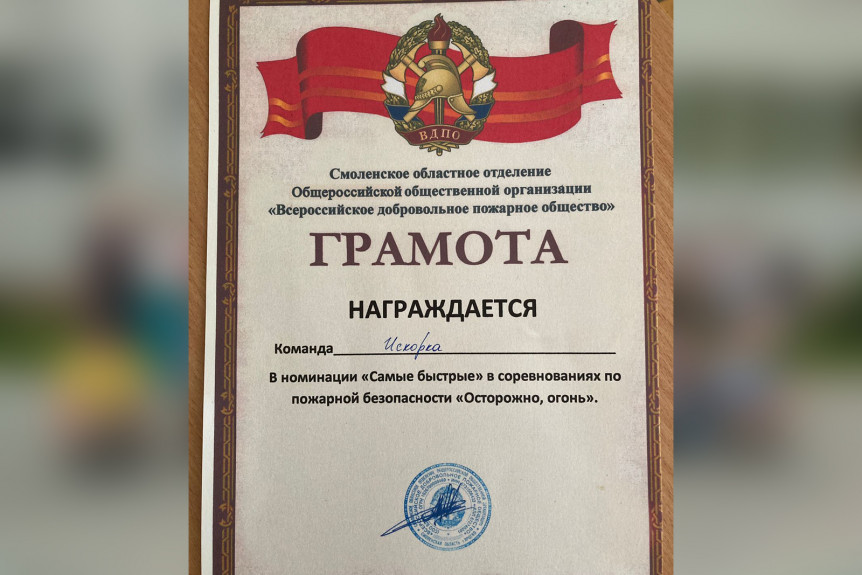 ВДПО
Смоленское областное отделение
Общероссийской общественной организации
«Всероссийское добровольное пожарное общество»
ГРАМОТА
НАГРАЖДАЕТСЯ
Команда Искорка
В номинации «Самые быстрые» в соревнованиях по
пожарной безопасности «Осторожно, огонь».